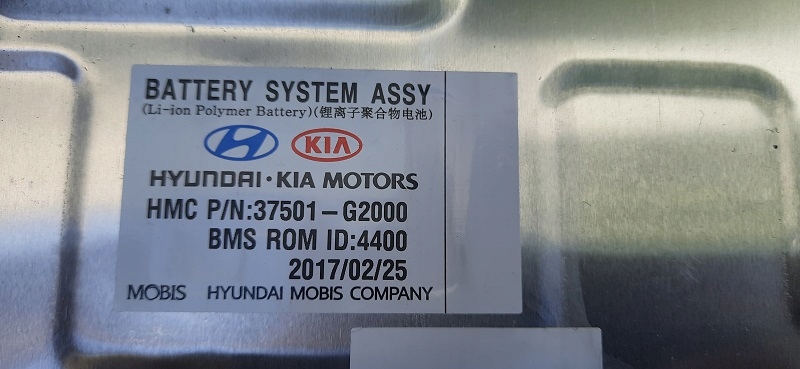 BATTERY SYSTEM ASSY
(Li-ion Polymer Battery)(锂离子聚合物电池)
KIA
HYUNDAI·KIA MOTORS
HMC P/N:37501-G2000
BMS ROM ID:4400
2017/02/25
MOBIS HYUNDAI MOBIS COMPANY